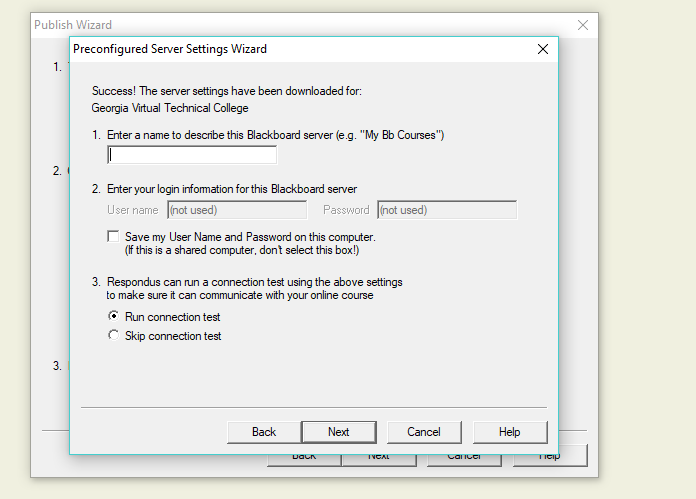 Publish Wizard
Preconfigured Server Settings Wizard
1.
Success! The server settings have been downloaded for:
Georgia Virtual Technical College
1. Enter a name to describe this Blackboard server (e.g. "My Bb Courses")
2.
2. Enter your login information for this Blackboard server
User name (not used) Password (not used)
Save my User Name and Password on this computer.
(If this is a shared computer, don't select this box!)
3. Respondus can run a connection test using the above settings
to make sure it can communicate with your online course
Run connection test
Skip connection test
3.
Back Next Cancel Help
Back Next Cancel Help